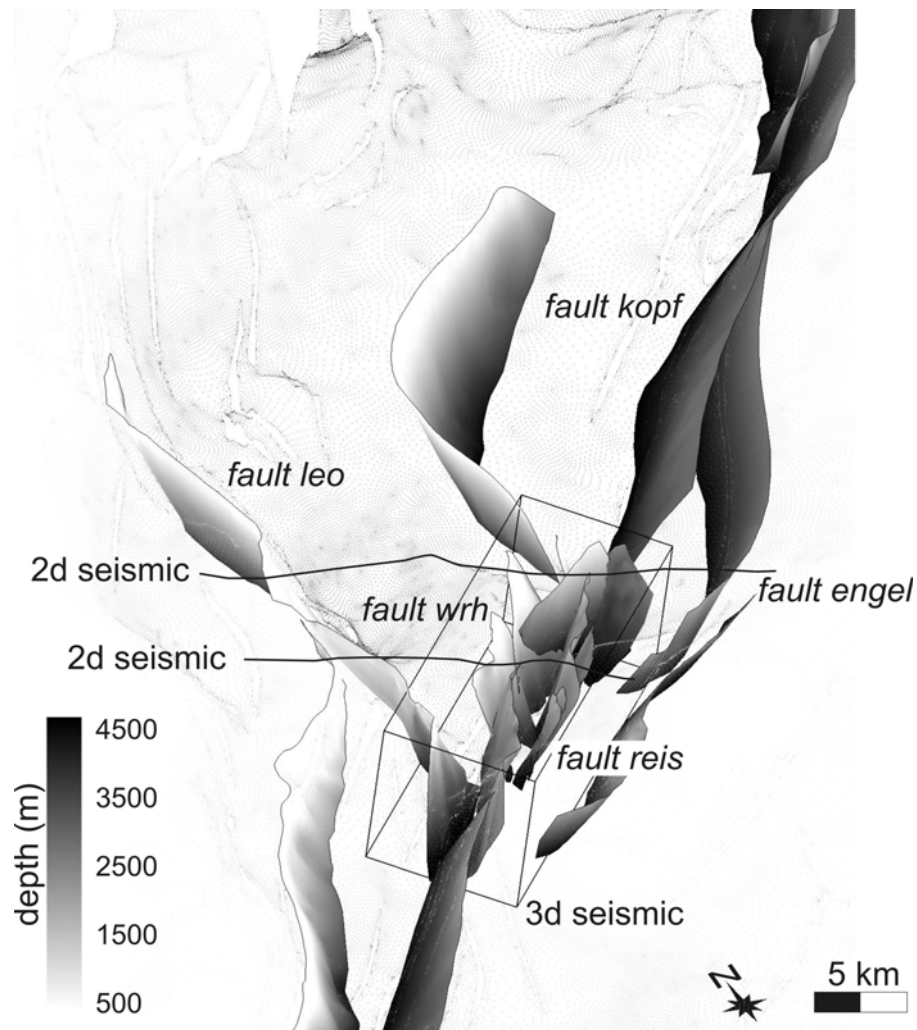 fault kopf
fault leo
2d seismic
fault wrh
fault engel
2d seismic
depth (m)
4500
3500
2500
1500
500
fault reis
3d seismic
N
5 km